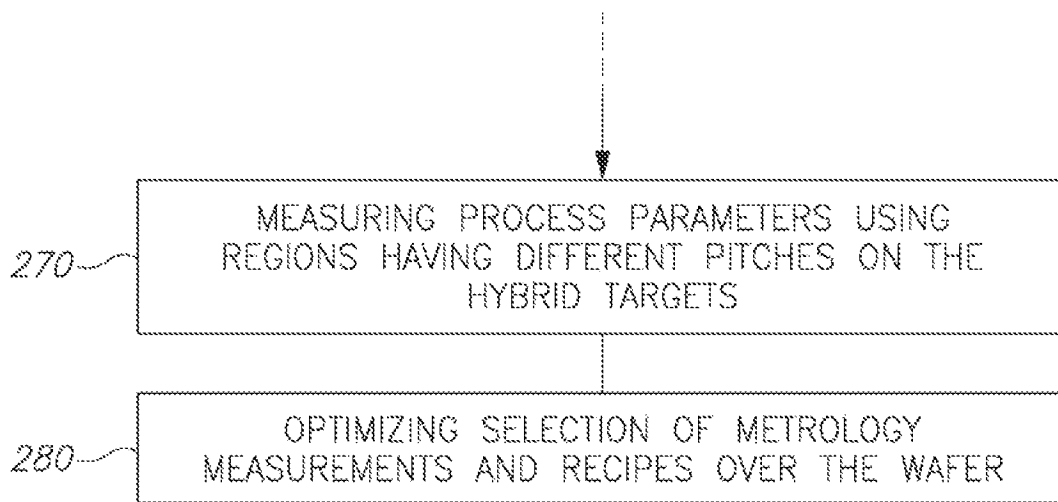 270
MEASURING PROCESS PARAMETERS USING
REGIONS HAVING DIFFERENT PITCHES ON THE
HYBRID TARGETS
280
OPTIMIZING SELECTION OF METROLOGY
MEASUREMENTS AND RECIPES OVER THE WAFER